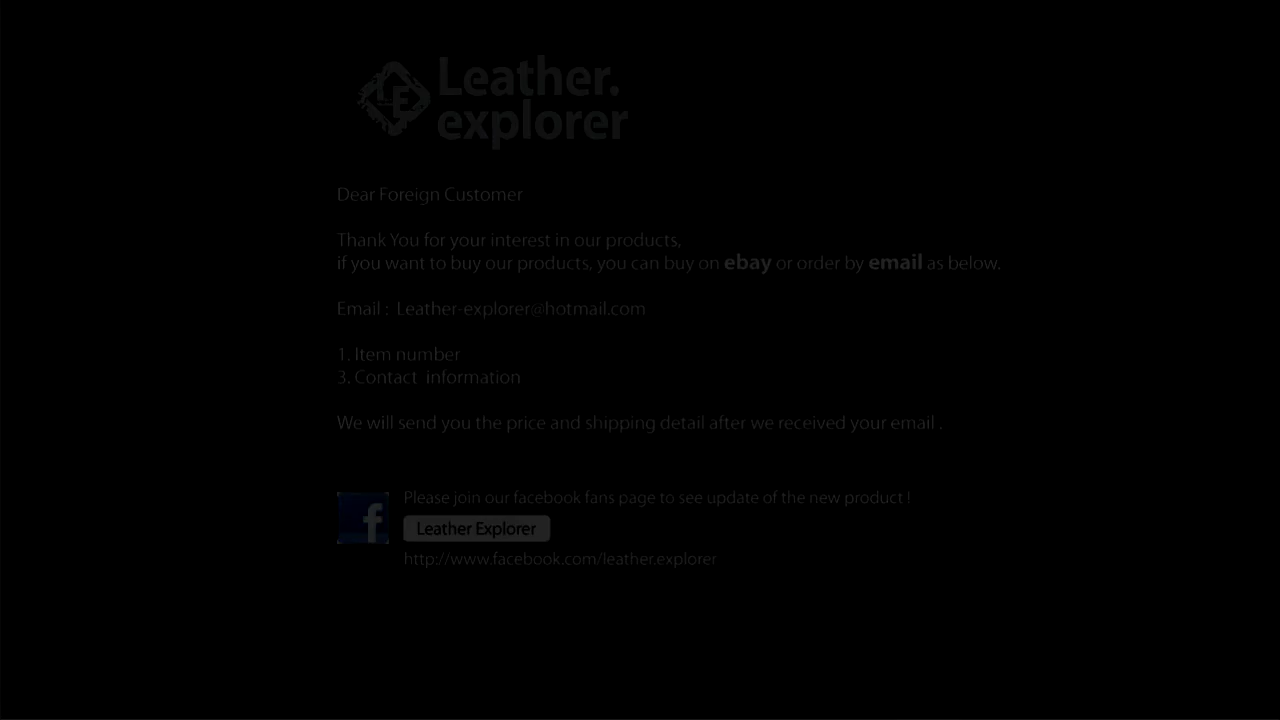 LE
Leather.
explorer
Dear Foreign Customer
Thank You for your interest in our products,
if you want to buy our products, you can buy on ebay or order by email as below.
Email :  Leather-explorer@hotmail.com
1. Item number
3. Contact  information
We will send you the price and shipping detail after we received your email .
f
Please join our facebook fans page to see update of the new product !
Leather Explorer
http://www.facebook.com/leather.explorer